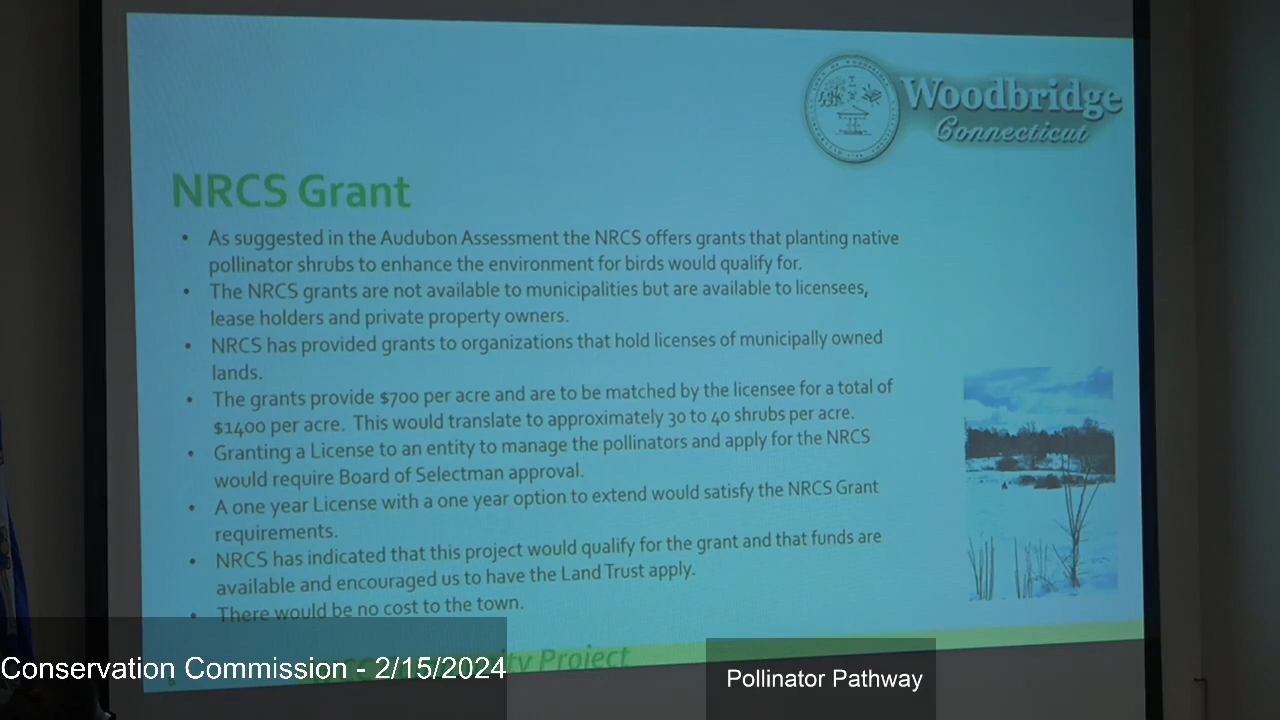 Woodbridge
Connecticut
NRCS Grant
• As suggested in the Audubon Assessment the NRCS offers grants that planting native
pollinator shrubs to enhance the environment for birds would qualify for.
• The NRCS grants are not available to municipalities but are available to licensees,
lease holders and private property owners.
• NRCS has provided grants to organizations that hold licenses of municipally owned
lands.
• The grants provide $700 per acre and are to be matched by the licensee for a total of
$1400 per acre. This would translate to approximately 30 to 40 shrubs per acre.
• Granting a License to an entity to manage the pollinators and apply for the NRCS
would require Board of Selectman approval.
• A one year License with a one year option to extend would satisfy the NRCS Grant
requirements.
• NRCS has indicated that this project would qualify for the grant and that funds are
available and encouraged us to have the Land Trust apply.
• There would be no cost to the town.
Project
Conservation Commission - 2/15/2024
Pollinator Pathway